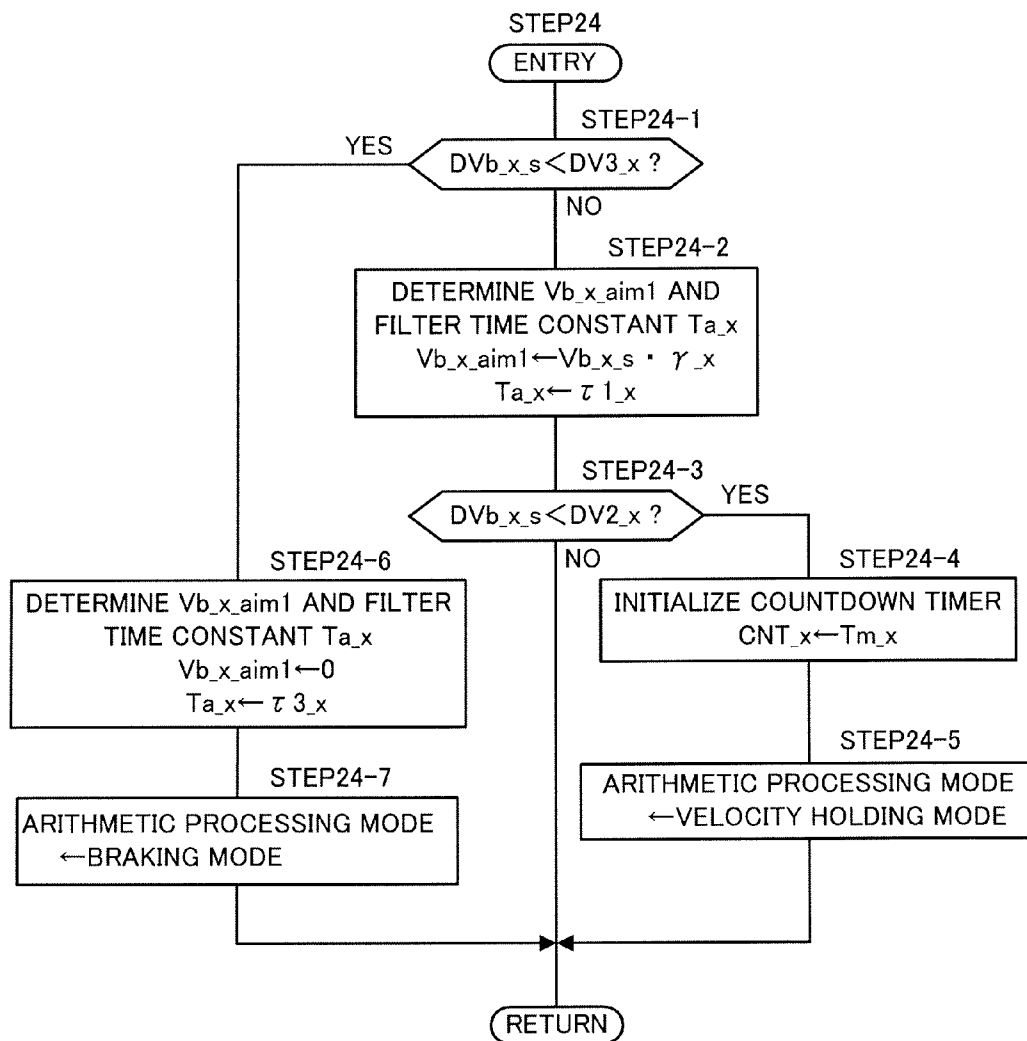 STEP24
ENTRY
STEP24-1
YES
DVb_x_s<DV3_x ?
NO
STEP24-2
DETERMINE Vb_x_aim1 AND
FILTER TIME CONSTANT Ta_x
Vb_x_aim1←Vb_x_s・γ_x
Ta_x←τ1_x
STEP24-3
YES
DVb_x_s<DV2_x ?
NO
STEP24-6
DETERMINE Vb_x_aim1 AND FILTER
TIME CONSTANT Ta_x
Vb_x_aim1←0
Ta_x←τ3_x
STEP24-4
INITIALIZE COUNTDOWN TIMER
CNT_x←Tm_x
STEP24-7
ARITHMETIC PROCESSING MODE
←BRAKING MODE
STEP24-5
ARITHMETIC PROCESSING MODE
←VELOCITY HOLDING MODE
RETURN